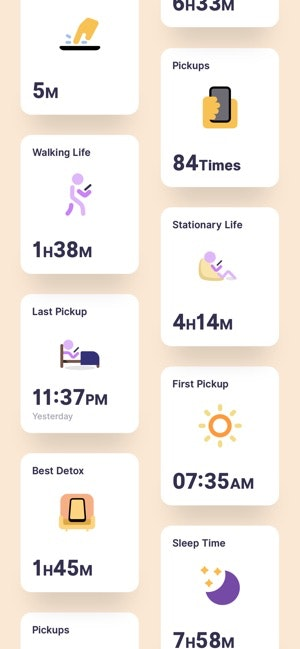 5M
Walking Life
1H38M
Last Pickup
11:37PM
Yesterday
Best Detox
1H45M
Pickups
6H33M
Pickups
84Times
Stationary Life
4H14M
First Pickup
07:35AM
Sleep Time
7H58M